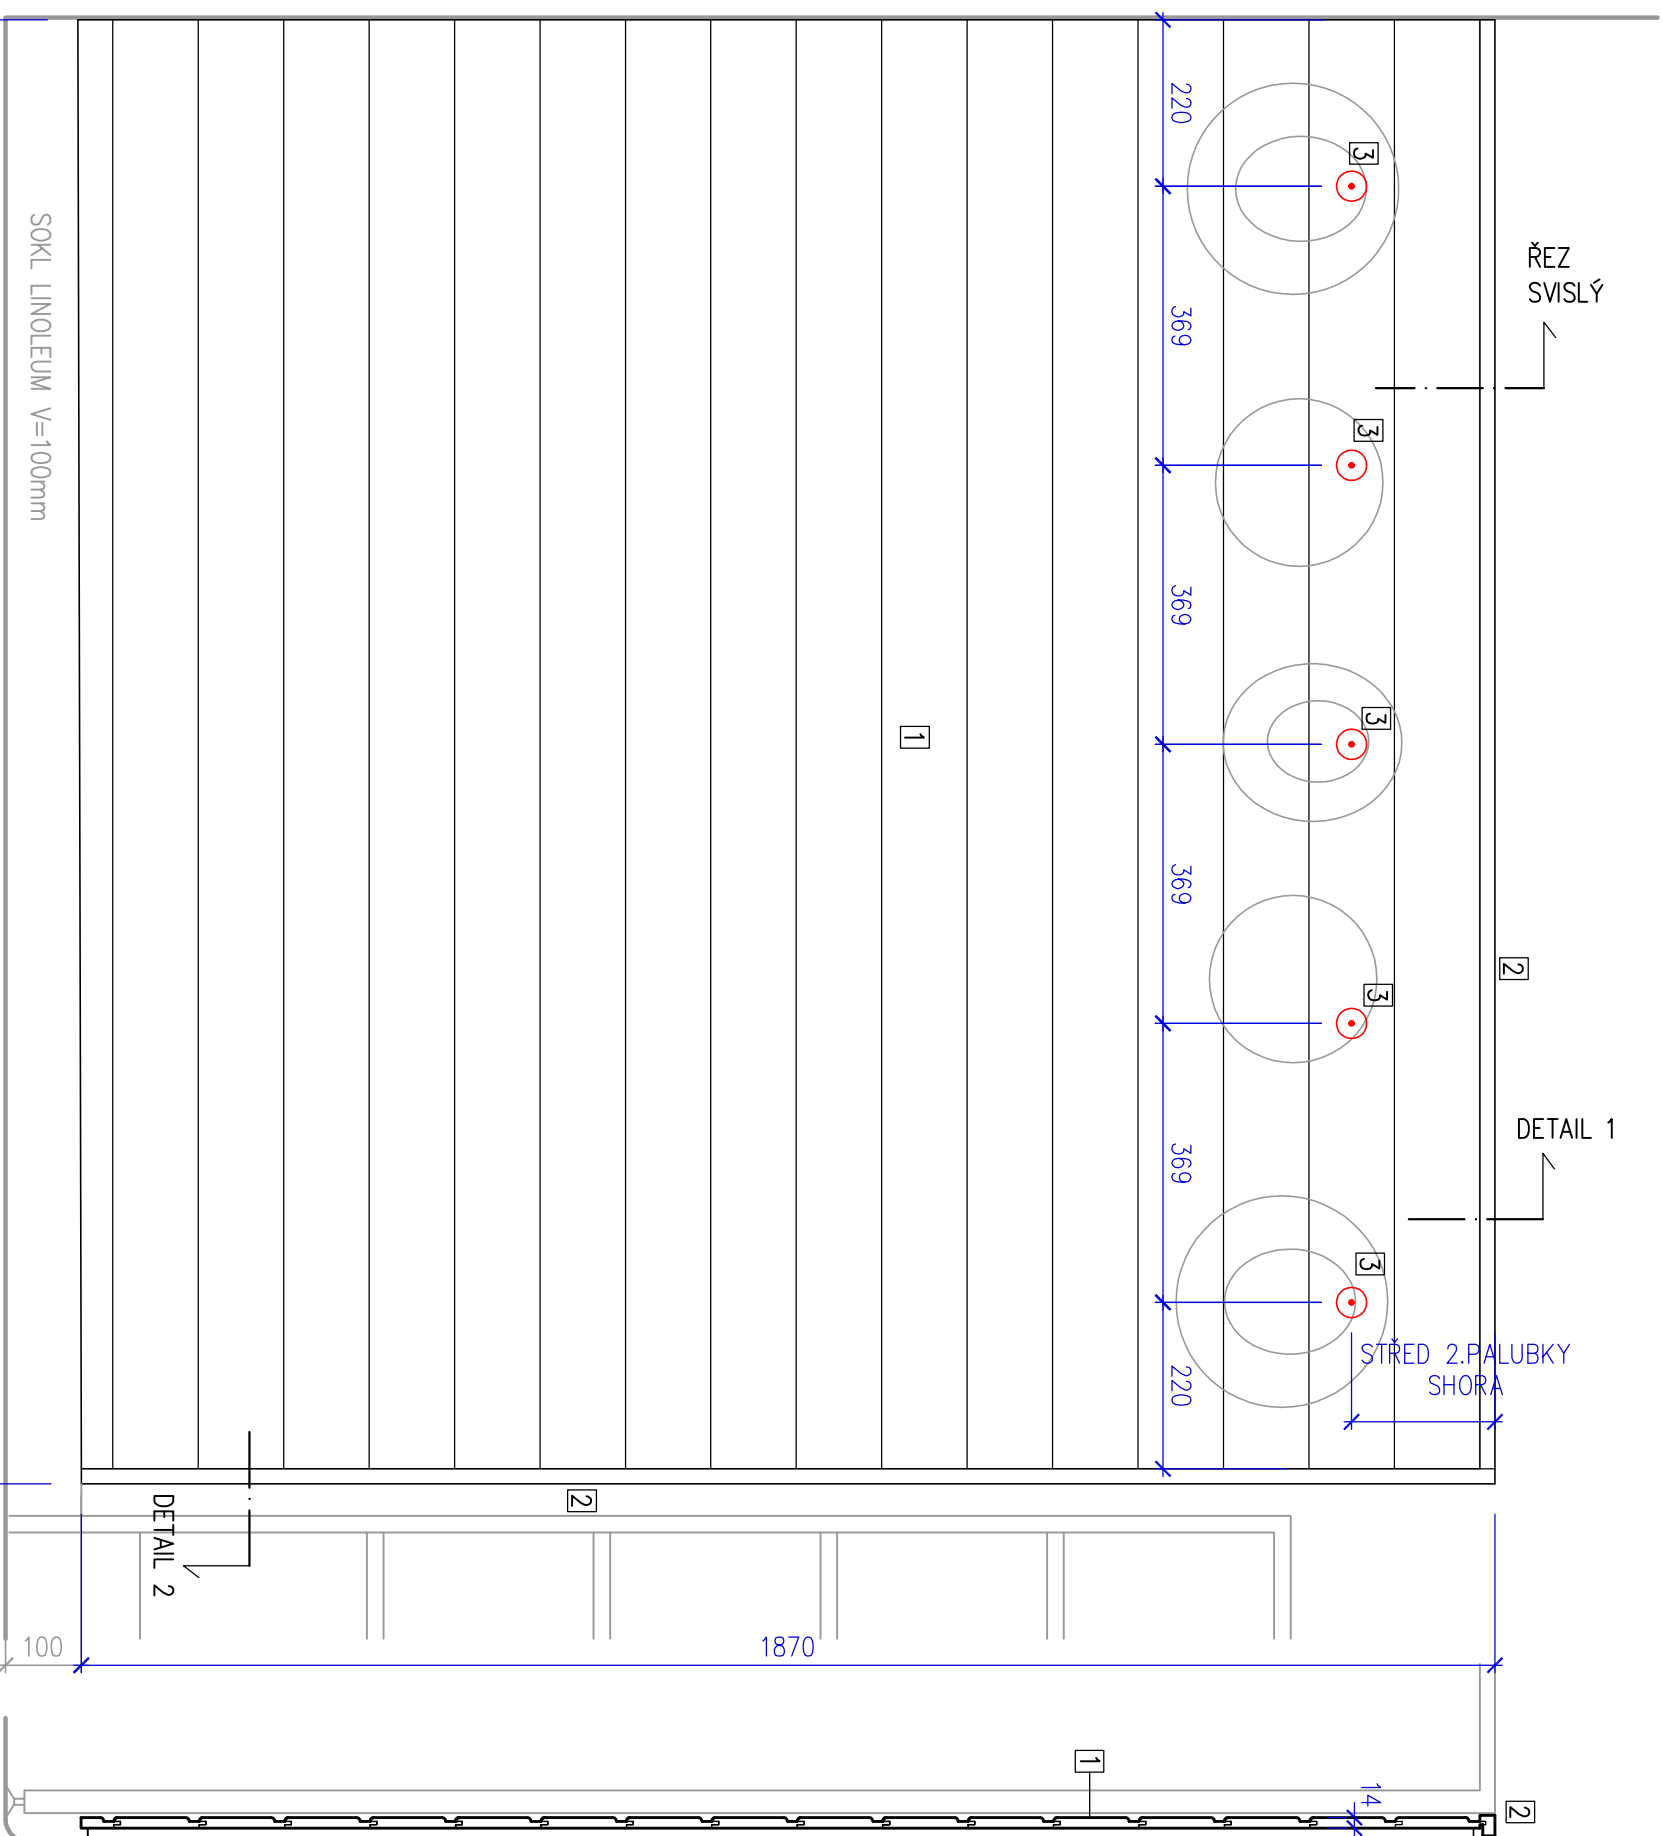 220
3
ŘEZ
SVISLÝ
SOKL LINOLEUM V=100mm
369
3
369
3
1
369
2
3
DETAIL 1
369
3
STŘED 2.PALUBKY
SHORA
220
2
DETAIL 2
100
1870
1
14
2